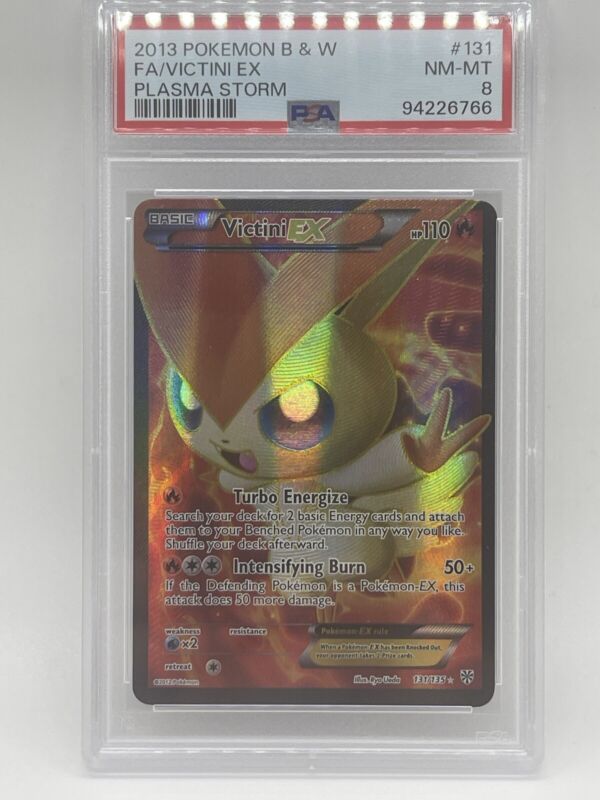 2013 POKEMON B & W #131
FA/VICTINI EX NM-MT
PLASMA STORM 8
PSA 94226766
BASIC Victini EX HP110
Turbo Energize
Search your deck for 2 basic Energy cards and attach
them to your Benched Pokémon in any way you like.
Shuffle your deck afterward.
Intensifying Burn 50+
If the Defending Pokémon is a Pokémon-EX, this
attack does 50 more damage.
weakness resistance
×2
Pokémon-EX rule
When a Pokémon-EX has been Knocked Out,
your opponent takes 2 Prize cards.
retreat
©2013 Pokémon Illus. Ryo Ueda 131/135